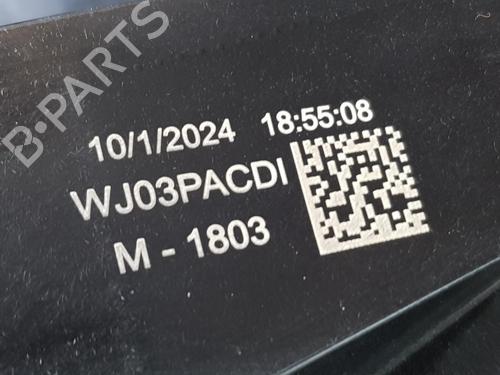 B·PARTS
10/1/2024 18:55:08
WJ03PACDI
M - 1803